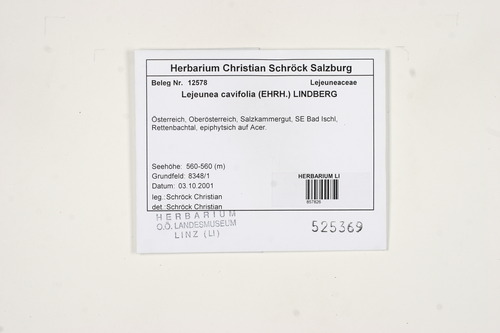 Herbarium Christian Schröck Salzburg
Beleg Nr. 12578 Lejeuneaceae
Lejeunea cavifolia (EHRH.) LINDBERG
Österreich, Oberösterreich, Salzkammergut, SE Bad Ischl,
Rettenbachtal, epiphytsich auf Acer.
Seehöhe: 560-560 (m)
Grundfeld: 8348/1
Datum: 03.10.2001
leg.: Schröck Christian
det.: Schröck Christian
HERBARIUM LI
HERBARIUM
O.Ö. LANDESMUSEUM
LINZ (LI)
525369